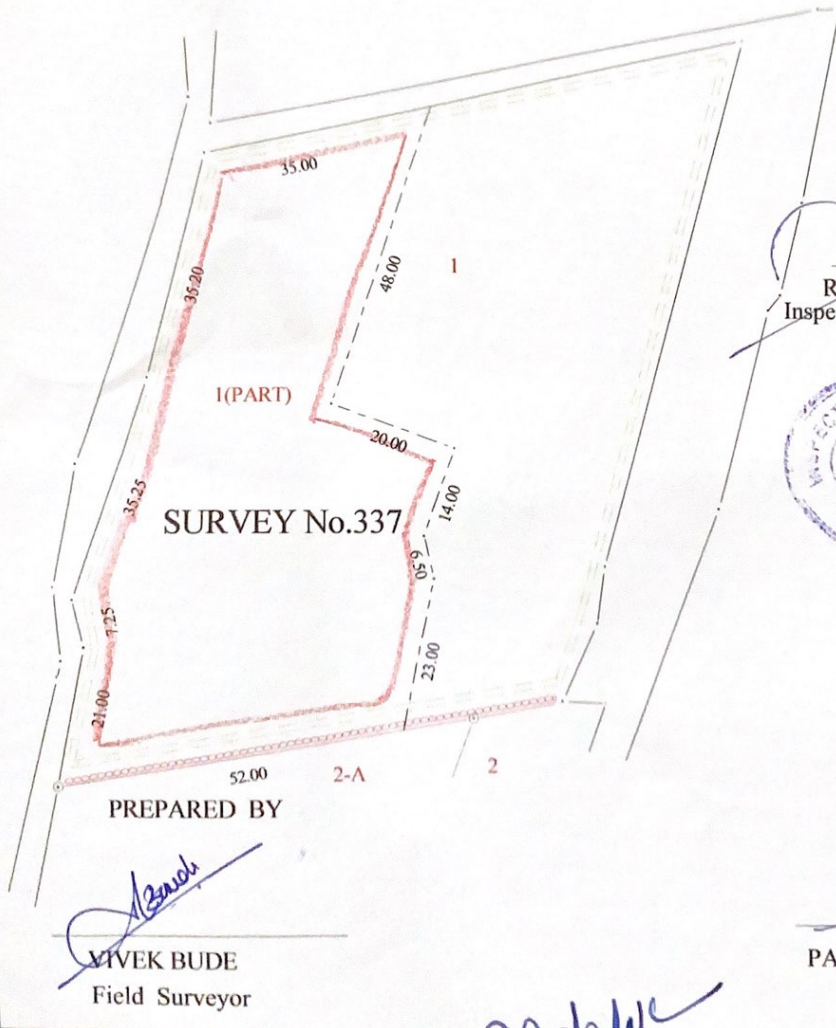 35.00
35.20
48.00
1
R
Inspe
1(PART)
20.00
35.25
14.00
SURVEY No.337
6.50
7.25
23.00
21.00
52.00
2-A
2
PREPARED BY
VIVEK BUDE
Field Surveyor
PA